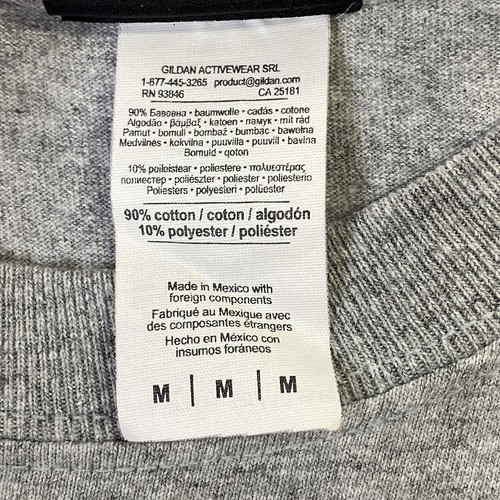 GILDAN ACTIVEWEAR SRL
1-877-445-3265 product@gildan.com
RN 93846 CA 25181
90% Бавовна • baumwolle • cadás • cotone
Algodão • βάμβαξ • katoen • памук • mit rád
Pamut • bomull • bombaž • bumbac • bawełna
Medvilnės • kokvilna • puuvilla • puuvill • bavlna
Bomuld • qoton
10% poileistear • poliestere • πολυεστέρας
полиестер • poliészter • poliester • poliesterio
Poliesters • polyesteri • polüester
90% cotton / coton / algodón
10% polyester / poliéster
Made in Mexico with
foreign components
Fabriqué au Mexique avec
des composantes étrangers
Hecho en México con
insumos foráneos
M | M | M